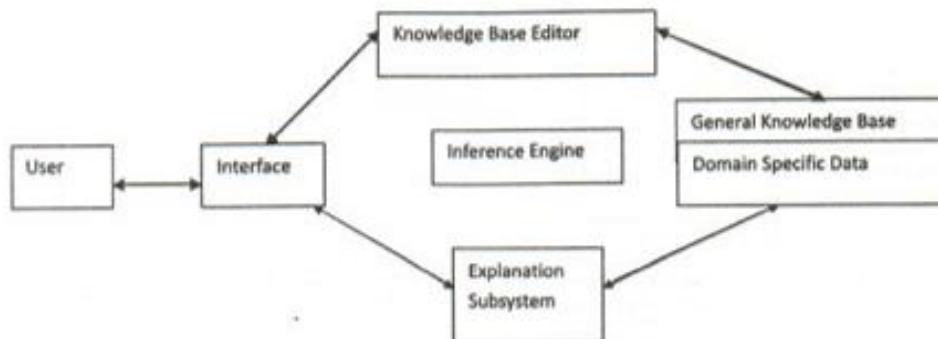 Knowledge Base Editor
General Knowledge Base
User
Interface
Inference Engine
Domain Specific Data
Explanation
Subsystem